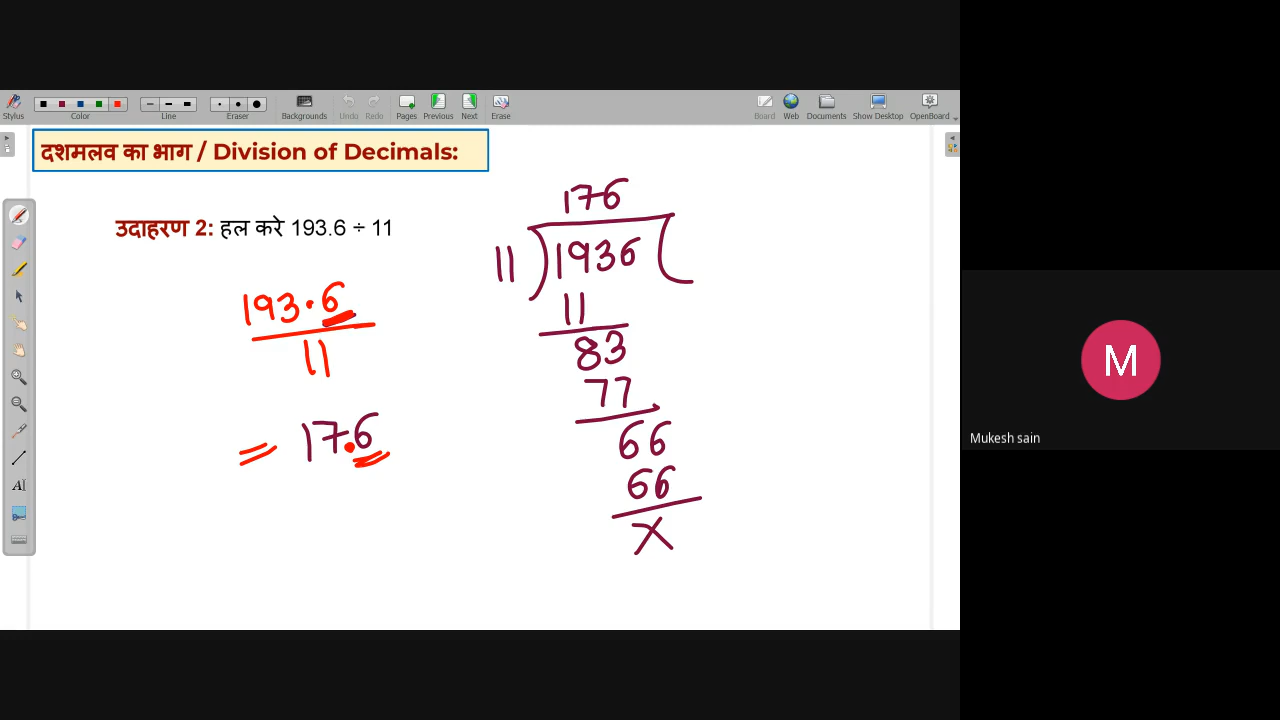 Stylus
Color
Line
Eraser
Backgrounds
Undo
Redo
Pages
Previous
Next
Erase
Board
Web
Documents
Show Desktop
OpenBoard
दशमलव का भाग / Division of Decimals:
उदाहरण 2: हल करे 193.6 ÷ 11
193.6
11
= 17.6
176
11 ) 1936 (
11
83
77
66
66
x
M
Mukesh sain